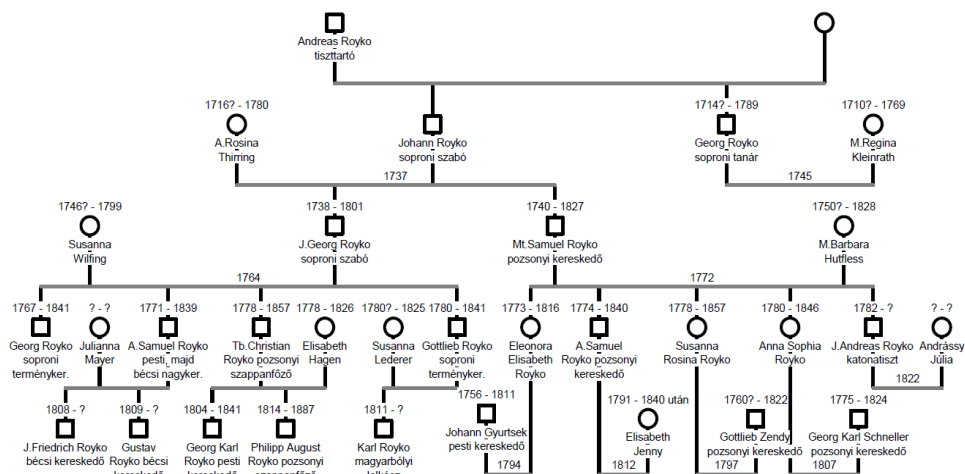 Andreas Royko
tiszttartó
1716? - 1780
A.Rosina
Thirring
Johann Royko
soproni szabó
1714? - 1789
Georg Royko
soproni tanár
1710? - 1769
M.Regina
Kleinrath
1737
1745
1746? - 1799
Susanna
Wilfing
1738 - 1801
J.Georg Royko
soproni szabó
1740 - 1827
Mt.Samuel Royko
pozsonyi kereskedő
1750? - 1828
M.Barbara
Hutfless
1764
1772
1767 - 1841
Georg Royko
soproni
terményker.
? - ?
Julianna
Mayer
1771 - 1839
A.Samuel Royko
pesti, majd
bécsi nagyker.
1778 - 1857
Tb.Christian
Royko pozsonyi
szappanfőző
1778 - 1826
Elisabeth
Hagen
1780? - 1825
Susanna
Lederer
1780 - 1841
Gottlieb Royko
soproni
terményker.
1773 - 1816
Eleonora
Elisabeth
Royko
1774 - 1840
A.Samuel
Royko pozsonyi
kereskedő
1778 - 1857
Susanna
Rosina Royko
1780 - 1846
Anna Sophia
Royko
1782 - ?
J.Andreas Royko
katonatiszt
? - ?
Andrássy
Júlia
1822
1808 - ?
J.Friedrich Royko
bécsi kereskedő
1809 - ?
Gustav
Royko bécsi
kereskedő
1804 - 1841
Georg Karl
Royko pesti
kereskedő
1814 - 1887
Philipp August
Royko pozsonyi
szappanfőző
1811 - ?
Karl Royko
magyarbólyi
lelkész
1756 - 1811
Johann Gyurtsek
pesti kereskedő
1794
1791 - 1840 után
Elisabeth
Jenny
1812
1760? - 1822
Gottlieb Zendy
pozsonyi keresk.
1797
1775 - 1824
Georg Karl Schneller
pozsonyi kereskedő
1807